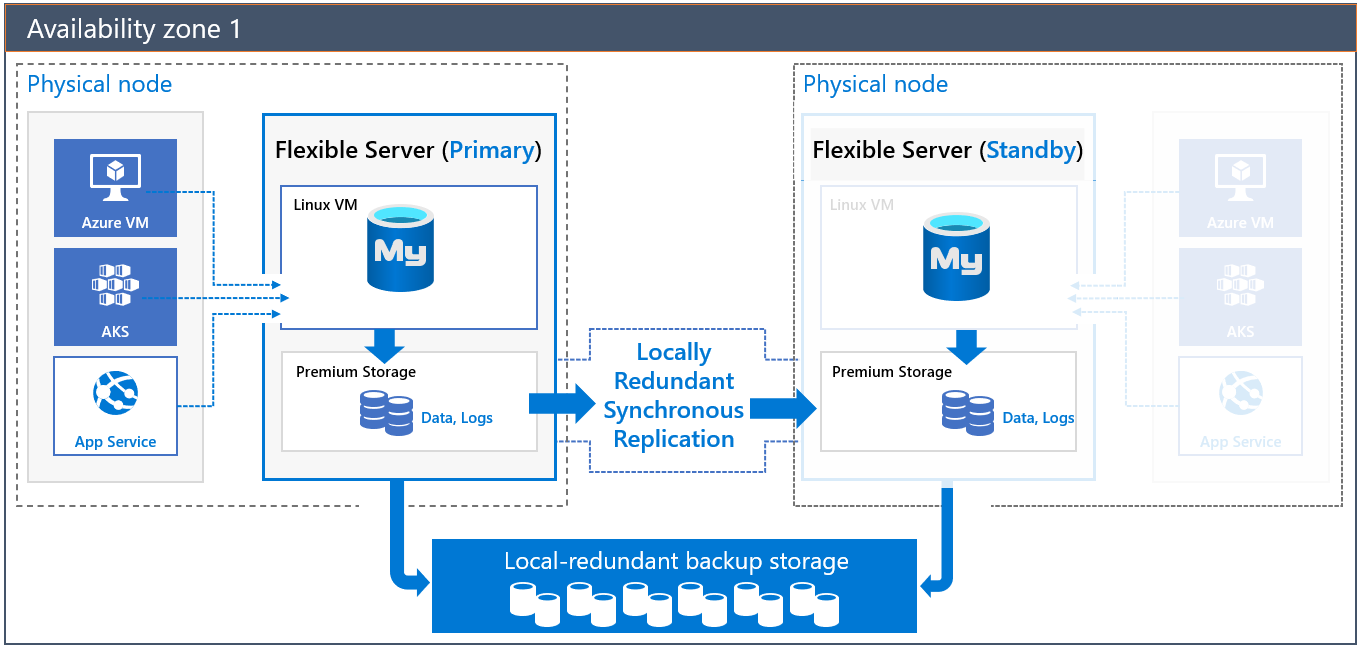 Availability zone 1
Physical node
Azure VM
AKS
App Service
Flexible Server (Primary)
Linux VM
My
Premium Storage
Data, Logs
Locally
Redundant
Synchronous
Replication
Physical node
Flexible Server (Standby)
Linux VM
My
Premium Storage
Data, Logs
Azure VM
AKS
App Service
Local-redundant backup storage